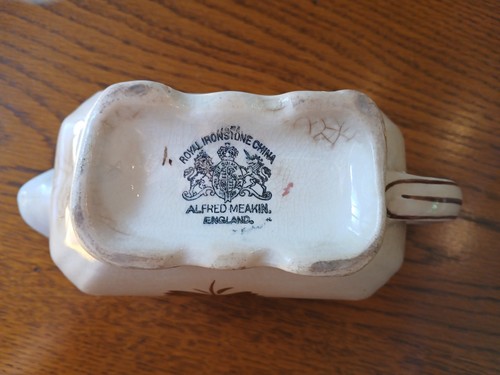 ROYAL IRONSTONE CHINA
ALFRED MEAKIN.
ENGLAND.